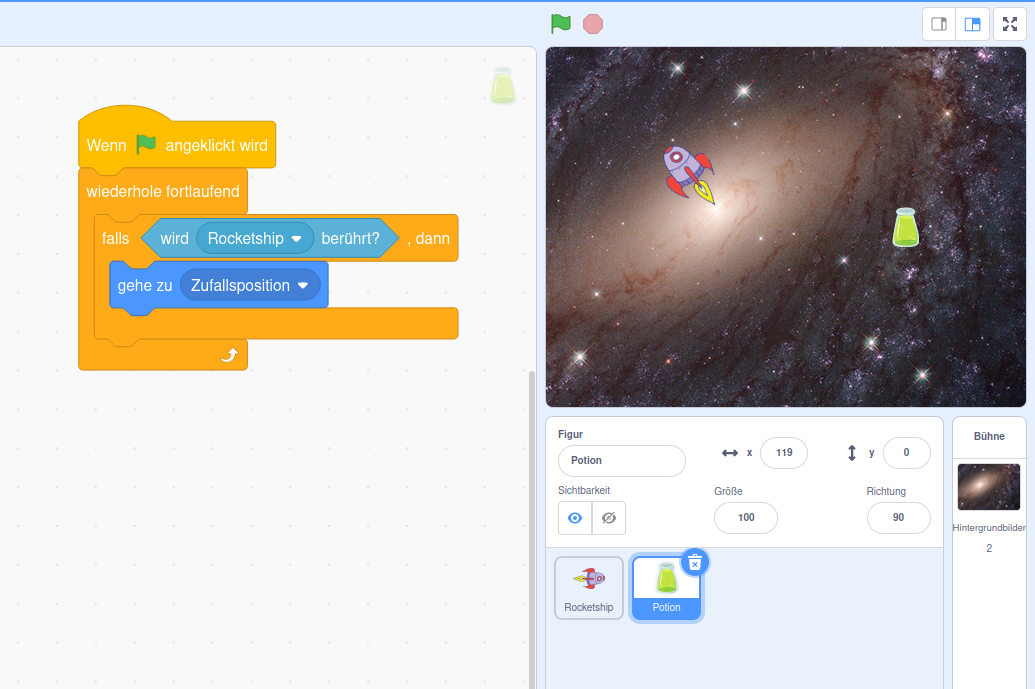 Wenn angeklickt wird
wiederhole fortlaufend
falls wird Rocketship berührt? , dann
gehe zu Zufallsposition
Figur
Potion
x 119
y 0
Sichtbarkeit
Größe
100
Richtung
90
Rocketship
Potion
Bühne
Hintergrundbilder
2